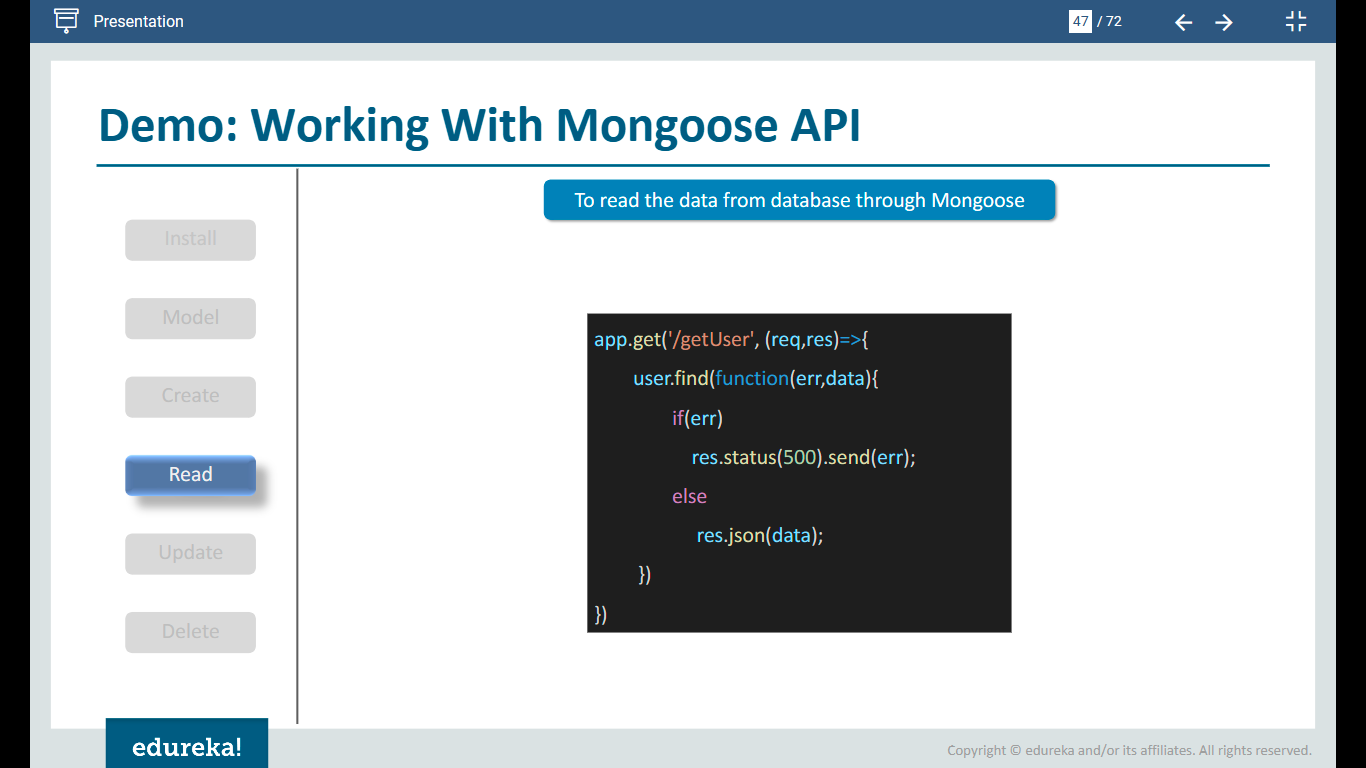 Presentation
47 / 72
Demo: Working With Mongoose API
To read the data from database through Mongoose
Install
Model
Create
Read
Update
Delete
app.get('/getUser', (req,res)=>{
user.find(function(err,data){
if(err)
res.status(500).send(err);
else
res.json(data);
})
})
edureka!
Copyright © edureka and/or its affiliates. All rights reserved.